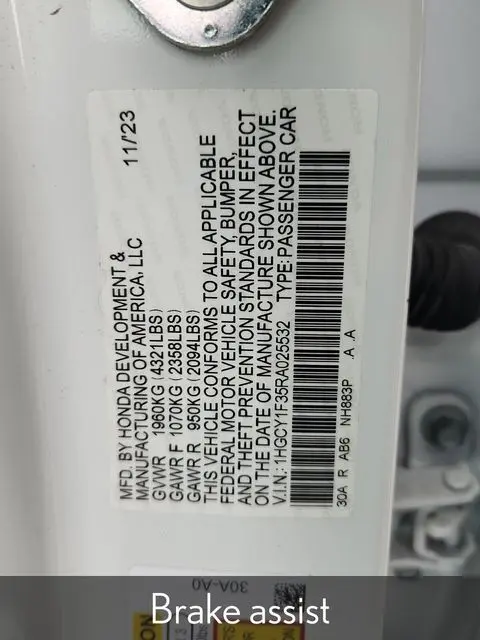 MFD. BY HONDA DEVELOPMENT &
MANUFACTURING OF AMERICA, LLC 11/'23
GVWR 1960KG (4321LBS)
GAWR F 1070KG (2358LBS)
GAWR R 950KG (2094LBS)
THIS VEHICLE CONFORMS TO ALL APPLICABLE
FEDERAL MOTOR VEHICLE SAFETY, BUMPER,
AND THEFT PREVENTION STANDARDS IN EFFECT
ON THE DATE OF MANUFACTURE SHOWN ABOVE.
V.I.N.: 1HGCY1F35RA025532 TYPE: PASSENGER CAR
30A R AB6 NH883P A .A
30A-A0
Brake assist